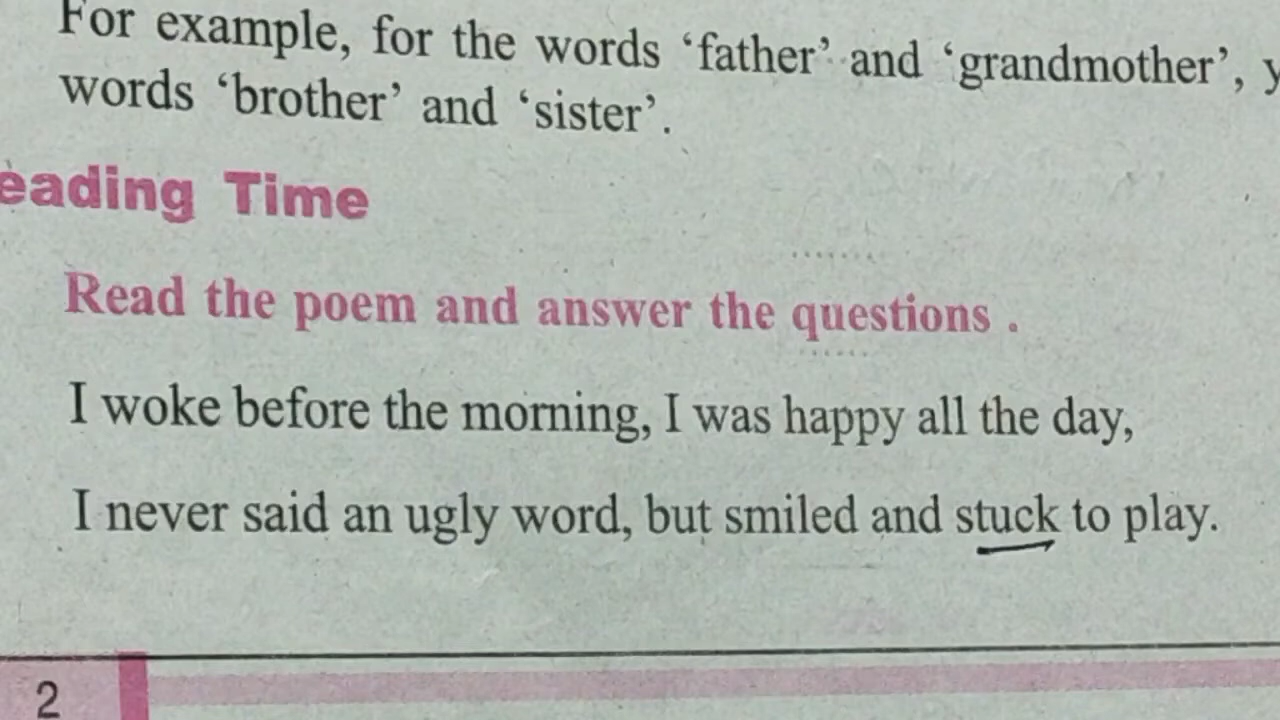 For example, for the words ‘father’ and ‘grandmother’,
words ‘brother’ and ‘sister’.
eading Time
Read the poem and answer the questions .
I woke before the morning, I was happy all the day,
I never said an ugly word, but smiled and stuck to play.
2